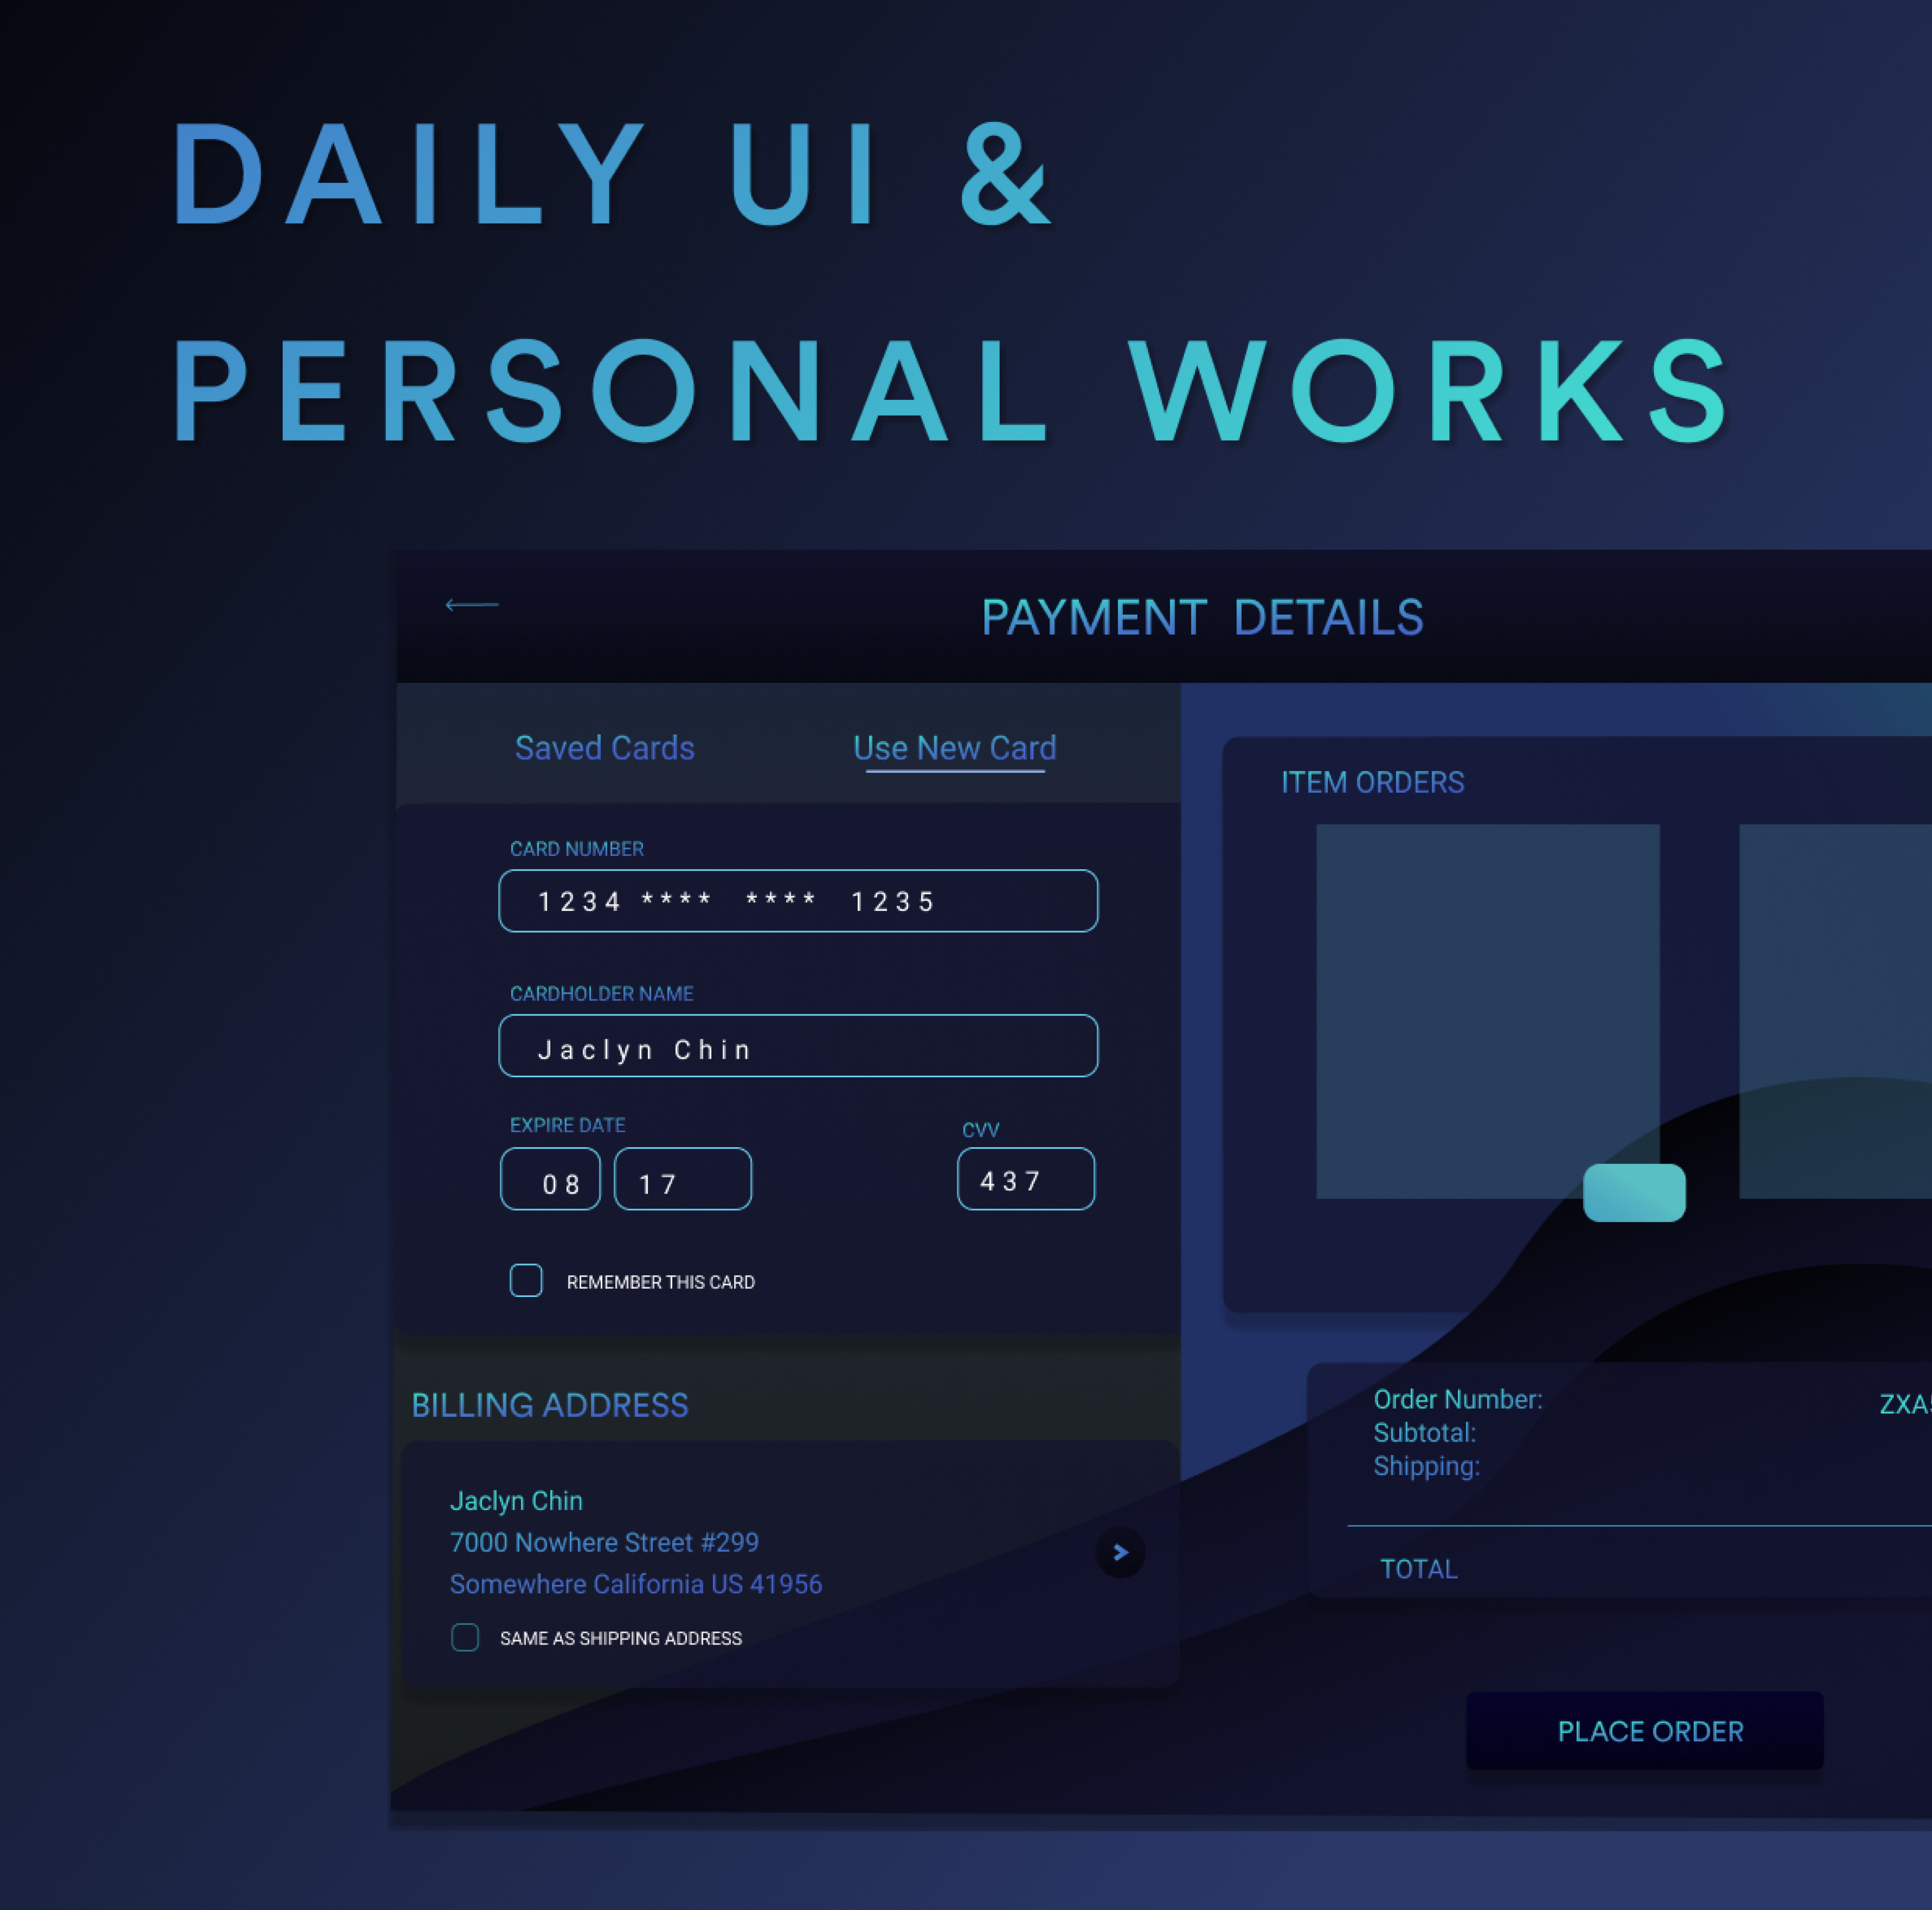 DAILY UI &
PERSONAL WORKS
PAYMENT DETAILS
Saved Cards
Use New Card
CARD NUMBER
1234 **** **** 1235
CARDHOLDER NAME
Jaclyn Chin
EXPIRE DATE
CVV
08 17
437
REMEMBER THIS CARD
BILLING ADDRESS
Jaclyn Chin
7000 Nowhere Street #299
Somewhere California US 41956
SAME AS SHIPPING ADDRESS
ITEM ORDERS
Order Number:
Subtotal:
Shipping:
TOTAL
PLACE ORDER